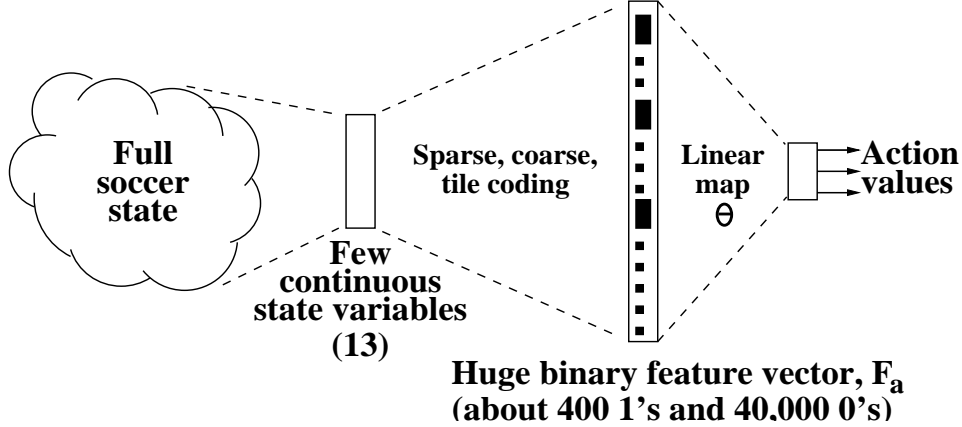 Full
soccer
state
Few
continuous
state variables
(13)
Sparse, coarse,
tile coding
Linear
map
θ
Action
values
Huge binary feature vector, Fa
(about 400 1's and 40,000 0's)